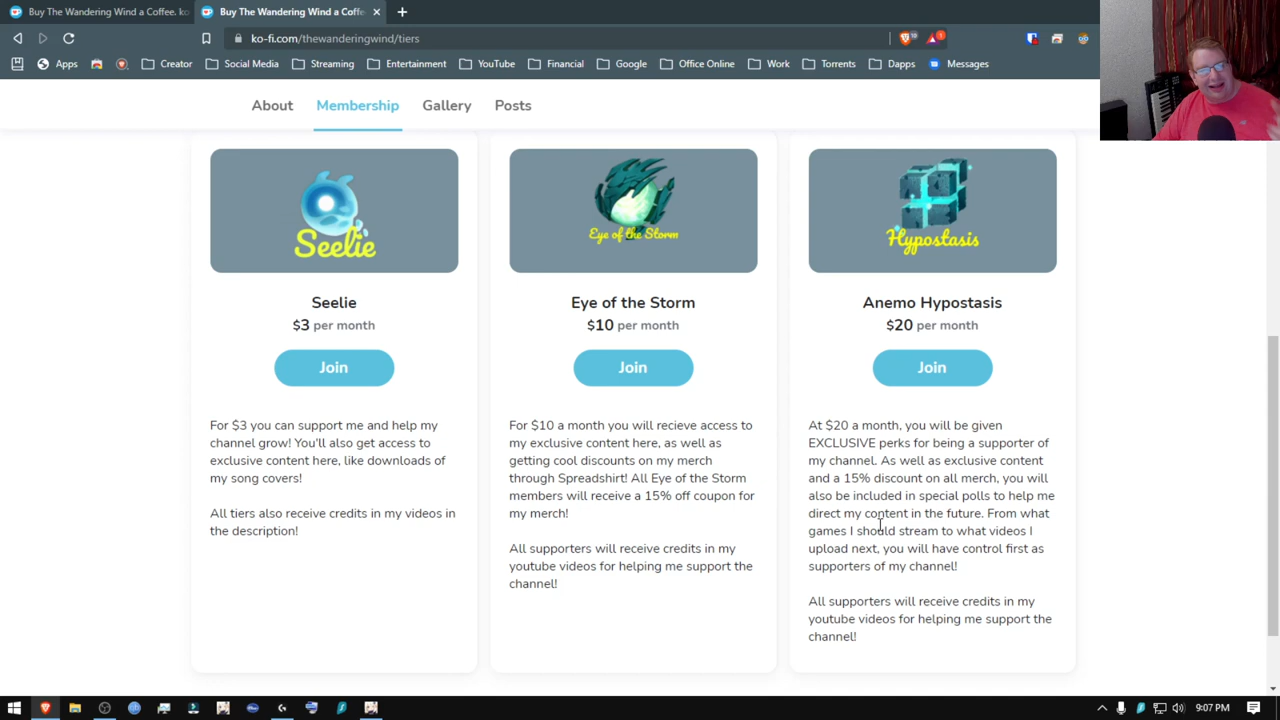 Buy The Wandering Wind a Coffee. ko
Buy The Wandering Wind a Coffe
ko-fi.com/thewanderingwind/tiers
10
1
Apps
Creator
Social Media
Streaming
Entertainment
YouTube
Financial
Google
Office Online
Work
Torrents
Dapps
Messages
About
Membership
Gallery
Posts
Seelie
Eye of the Storm
Hypostasis
Seelie
$3 per month
Join
For $3 you can support me and help my
channel grow! You'll also get access to
exclusive content here, like downloads of
my song covers!
All tiers also receive credits in my videos in
the description!
Eye of the Storm
$10 per month
Join
For $10 a month you will recieve access to
my exclusive content here, as well as
getting cool discounts on my merch
through Spreadshirt! All Eye of the Storm
members will receive a 15% off coupon for
my merch!
All supporters will receive credits in my
youtube videos for helping me support the
channel!
Anemo Hypostasis
$20 per month
Join
At $20 a month, you will be given
EXCLUSIVE perks for being a supporter of
my channel. As well as exclusive content
and a 15% discount on all merch, you will
also be included in special polls to help me
direct my content in the future. From what
games I should stream to what videos I
upload next, you will have control first as
supporters of my channel!
All supporters will receive credits in my
youtube videos for helping me support the
channel!
9:07 PM